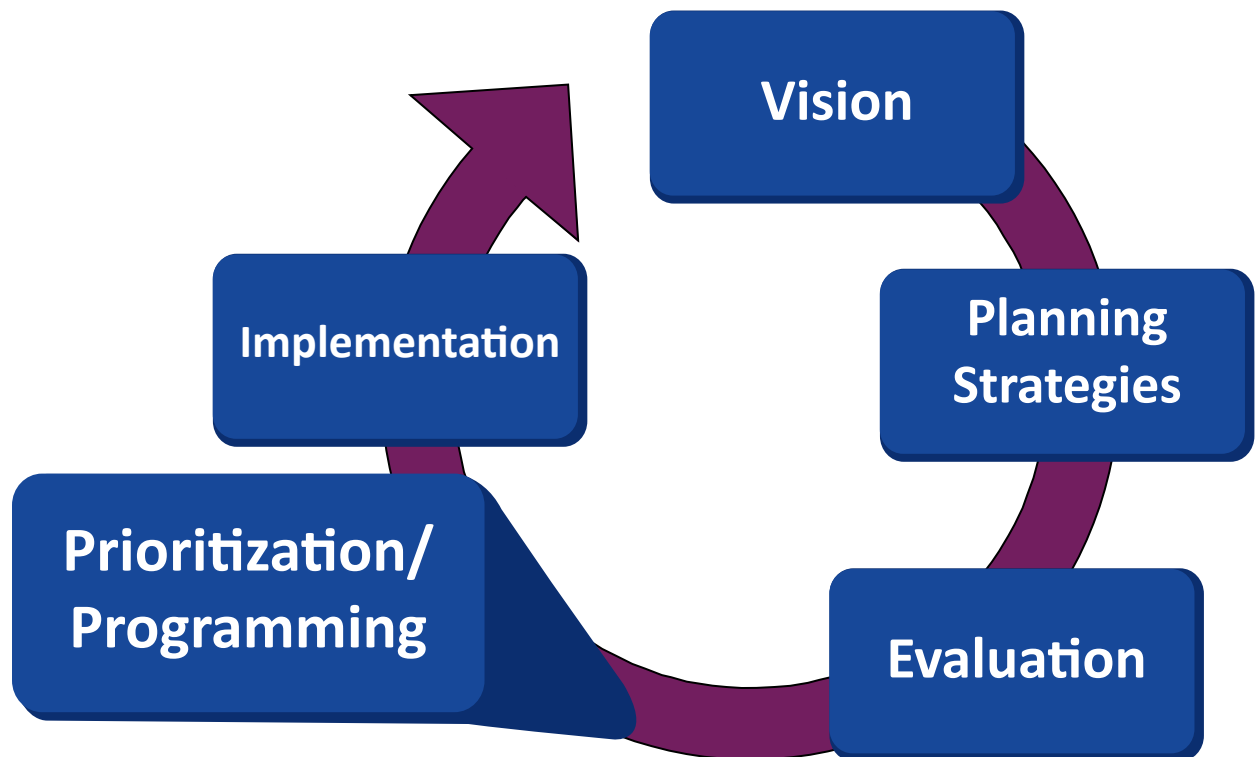 Vision
Planning
Strategies
Evaluation
Prioritization/
Programming
Implementation